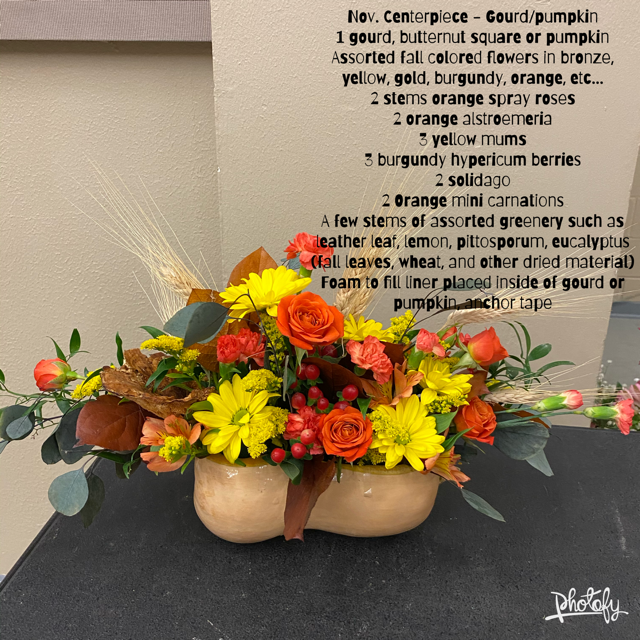 Nov. Centerpiece - Gourd/pumpkin
1 gourd, butternut square or pumpkin
Assorted fall colored flowers in bronze,
yellow, gold, burgundy, orange, etc...
2 stems orange spray roses
2 orange alstroemeria
3 yellow mums
3 burgundy hypericum berries
2 solidago
2 Orange mini carnations
A few stems of assorted greenery such as
leather leaf, lemon, pittosporum, eucalyptus
(fall leaves, wheat, and other dried material)
Foam to fill liner placed inside of gourd or
pumpkin, anchor tape
Photofy